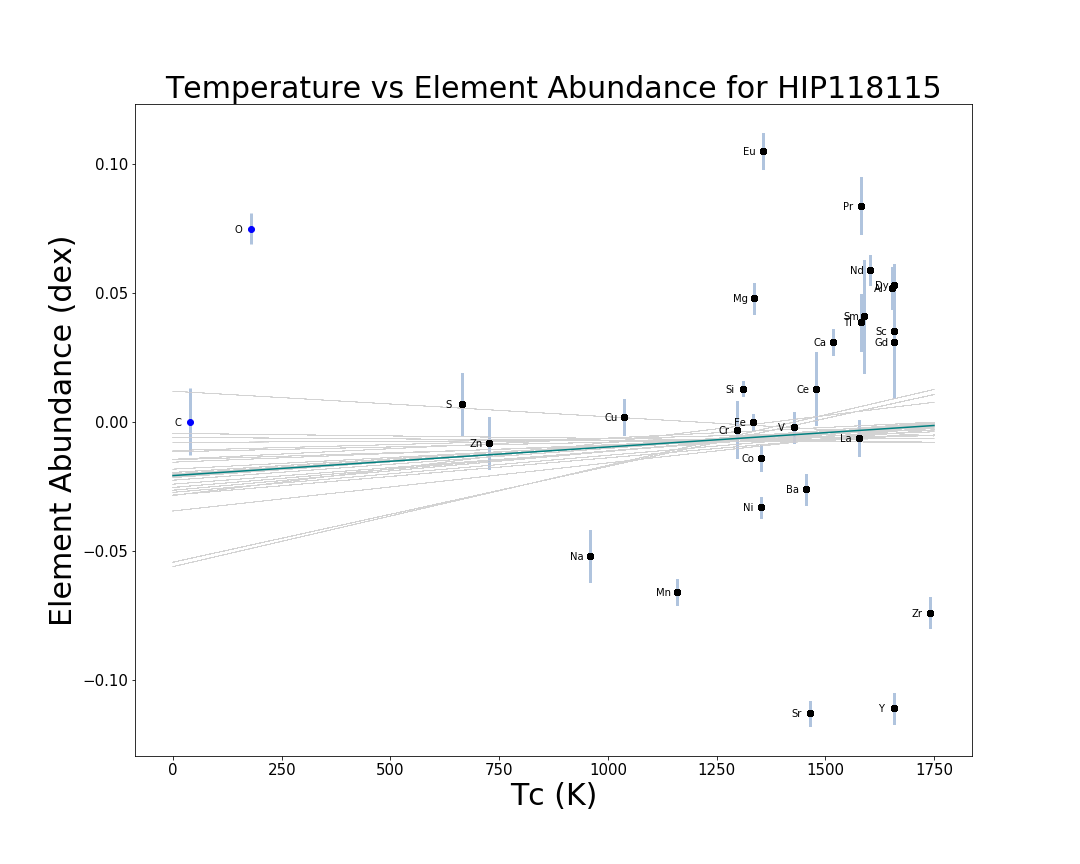 Temperature vs Element Abundance for HIP118115
Element Abundance (dex)
0.10
0.05
0.00
−0.05
−0.10
Eu
Pr
O
Nd
Dy
Al
Mg
Sm
Ti
Sc
Ca
Gd
Si
Ce
S
Cu
C
Fe
Cr
V
La
Zn
Co
Ba
Ni
Na
Mn
Zr
Sr
Y
0
250
500
750
1000
1250
1500
1750
Tc (K)